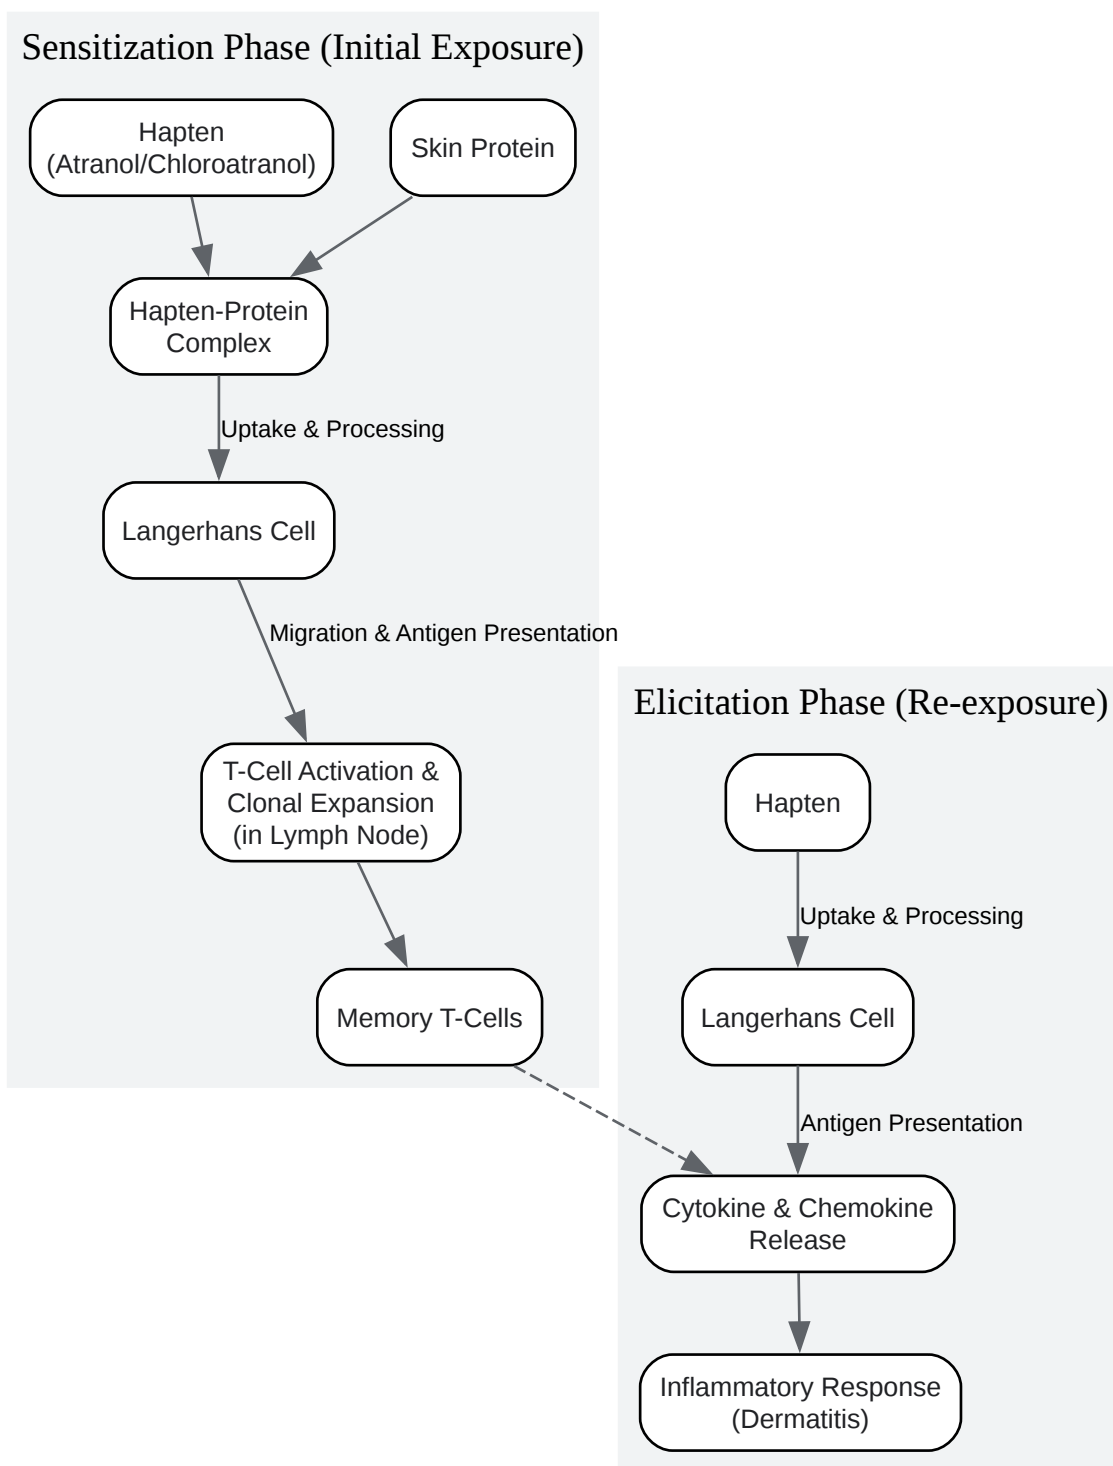 Sensitization Phase (Initial Exposure)
Hapten
(Atranol/Chloroatranol)
Skin Protein
Hapten-Protein
Complex
Uptake & Processing
Langerhans Cell
Migration & Antigen Presentation
T-Cell Activation &
Clonal Expansion
(in Lymph Node)
Memory T-Cells
Elicitation Phase (Re-exposure)
Hapten
Uptake & Processing
Langerhans Cell
Antigen Presentation
Cytokine & Chemokine
Release
Inflammatory Response
(Dermatitis)